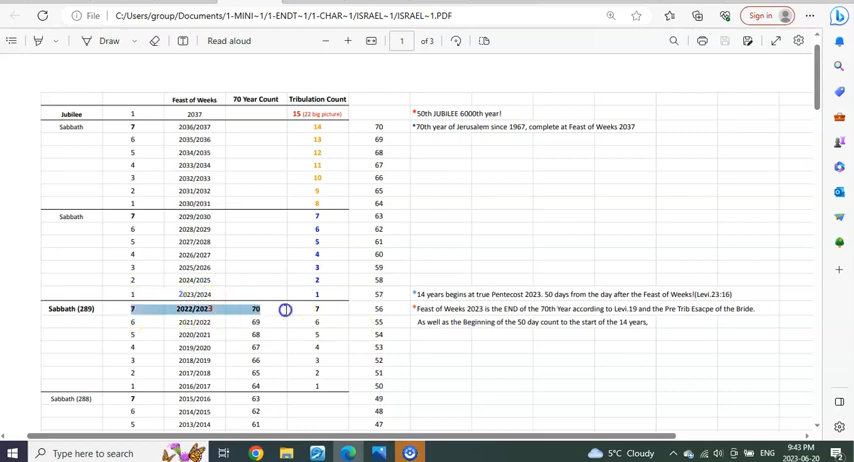 File C:/Users/group/Documents/1-MINI~1/1-ENDT~1/1-CHAR~1/ISRAEL~1/ISRAEL~1.PDF Sign in
Draw Read aloud 1 of 3
Feast of Weeks 70 Year Count Tribulation Count
Jubilee 1 2037 15 (22 big picture) *50th JUBILEE 6000th year!
Sabbath 7 2036/2037 14 70 *70th year of Jerusalem since 1967, complete at Feast of Weeks 2037
6 2035/2036 13 69
5 2034/2035 12 68
4 2033/2034 11 67
3 2032/2033 10 66
2 2031/2032 9 65
1 2030/2031 8 64
Sabbath 7 2029/2030 7 63
6 2028/2029 6 62
5 2027/2028 5 61
4 2026/2027 4 60
3 2025/2026 3 59
2 2024/2025 2 58
1 2023/2024 1 57 *14 years begins at true Pentecost 2023. 50 days from the day after the Feast of Weeks!(Levi.23:16)
Sabbath (289) 7 2022/2023 70 7 56 *Feast of Weeks 2023 is the END of the 70th Year according to Levi.19 and the Pre Trib Esacpe of the Bride.
6 2021/2022 69 6 55 As well as the Beginning of the 50 day count to the start of the 14 years,
5 2020/2021 68 5 54
4 2019/2020 67 4 53
3 2018/2019 66 3 52
2 2017/2018 65 2 51
1 2016/2017 64 1 50
Sabbath (288) 7 2015/2016 63 49
6 2014/2015 62 48
5 2013/2014 61 47
Type here to search 5°C Cloudy ENG 9:43 PM
2023-06-20 2